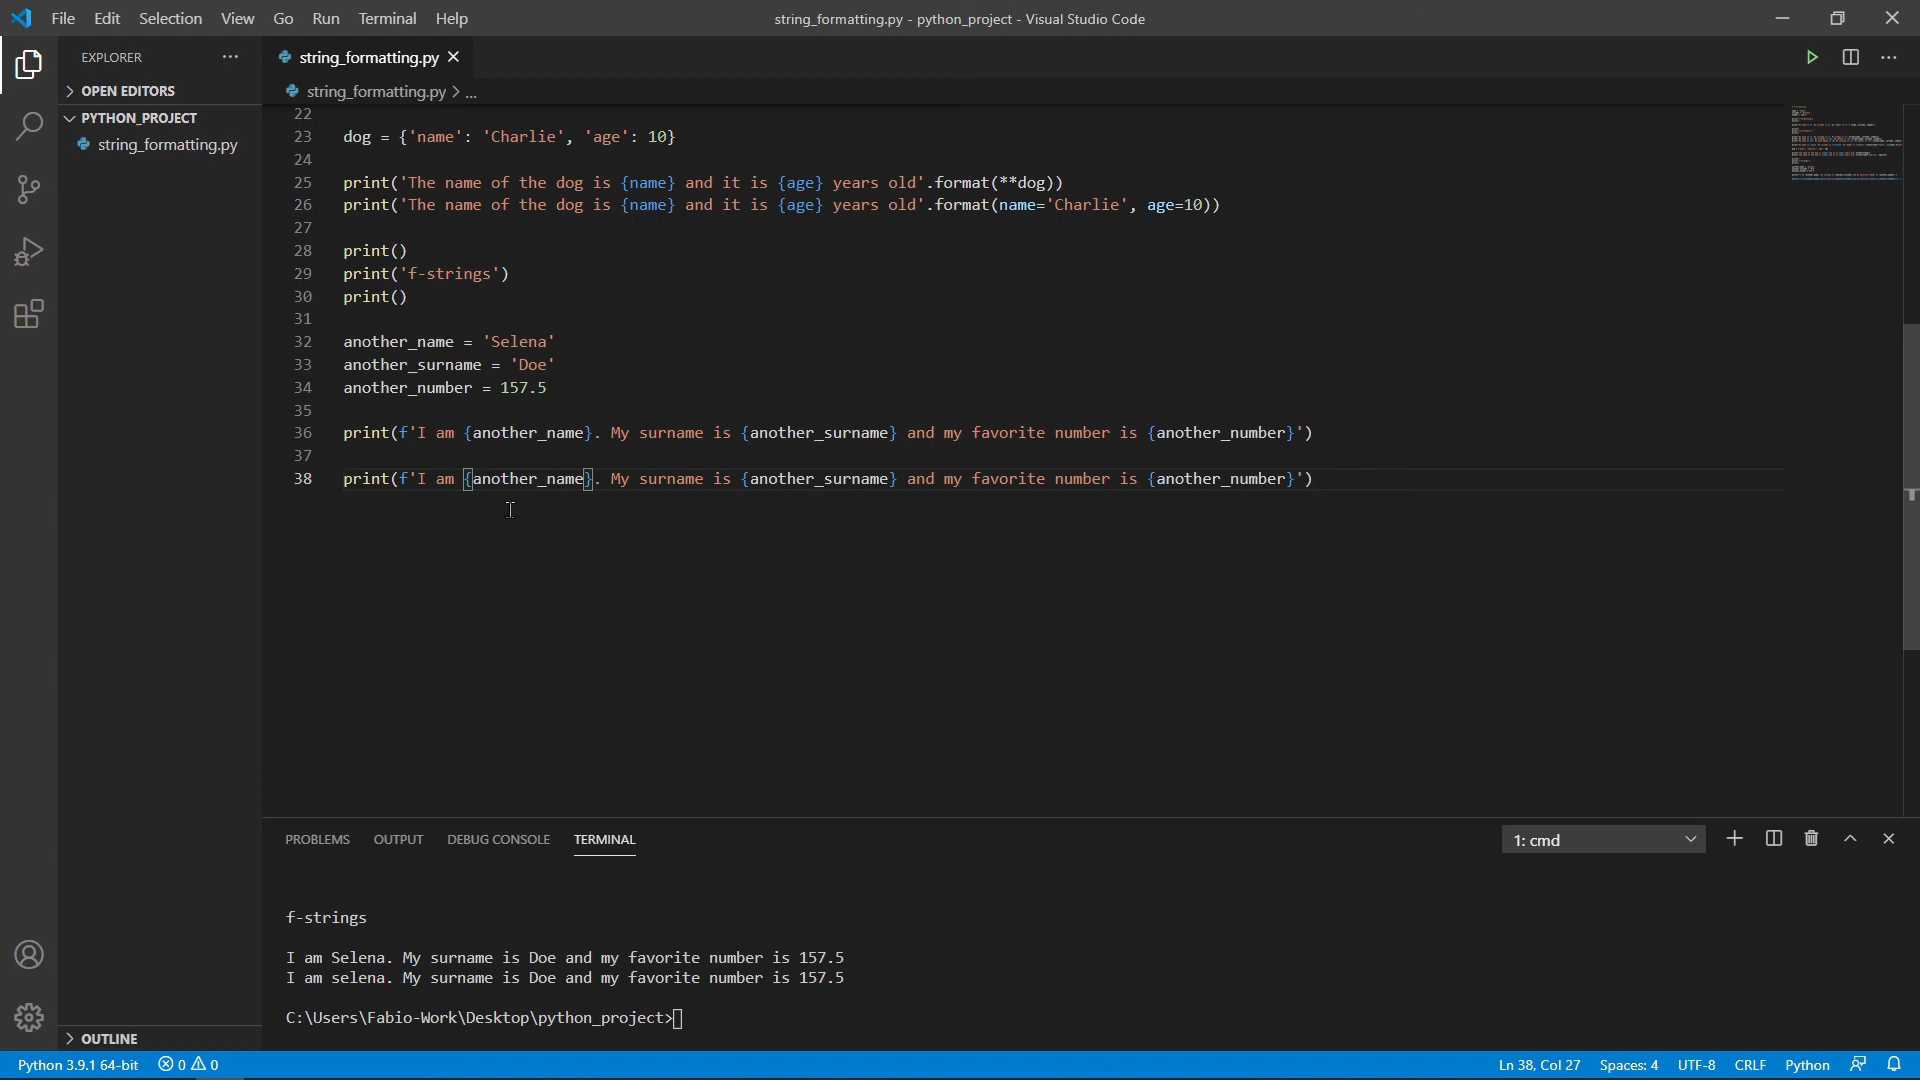 File Edit Selection View Go Run Terminal Help
string_formatting.py - python_project - Visual Studio Code
EXPLORER
OPEN EDITORS
PYTHON_PROJECT
string_formatting.py
OUTLINE
string_formatting.py
string_formatting.py > ...
22
23 dog = {'name': 'Charlie', 'age': 10}
24
25 print('The name of the dog is {name} and it is {age} years old'.format(**dog))
26 print('The name of the dog is {name} and it is {age} years old'.format(name='Charlie', age=10))
27
28 print()
29 print('f-strings')
30 print()
31
32 another_name = 'Selena'
33 another_surname = 'Doe'
34 another_number = 157.5
35
36 print(f'I am {another_name}. My surname is {another_surname} and my favorite number is {another_number}')
37
38 print(f'I am {another_name}. My surname is {another_surname} and my favorite number is {another_number}')
PROBLEMS OUTPUT DEBUG CONSOLE TERMINAL
1: cmd
f-strings
I am Selena. My surname is Doe and my favorite number is 157.5
I am selena. My surname is Doe and my favorite number is 157.5
C:\Users\Fabio-Work\Desktop\python_project>
Python 3.9.1 64-bit 0 0
Ln 38, Col 27 Spaces: 4 UTF-8 CRLF Python